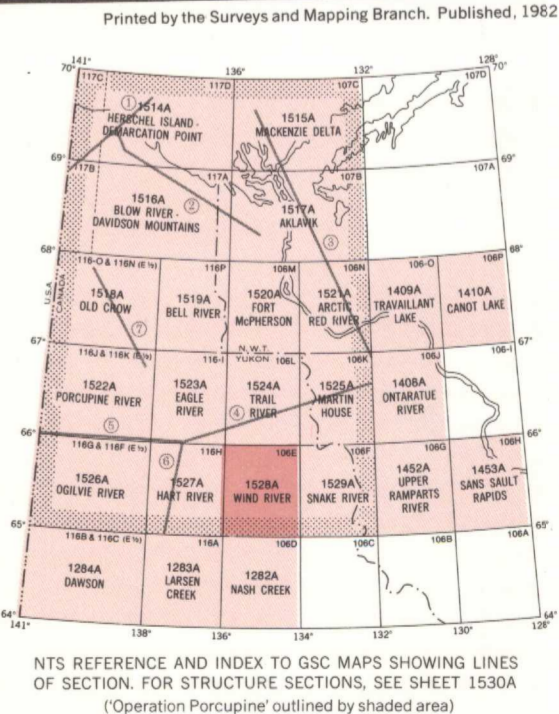 Printed by the Surveys and Mapping Branch. Published, 1982
141° 136° 132° 128°
70° 117C 117D 107C 107D 70°
① 1514A 1515A
HERSCHEL ISLAND - MACKENZIE DELTA
DEMARCATION POINT
69° 117B 117A 107B 107A 69°
1516A ② 1517A
BLOW RIVER - AKLAVIK
DAVIDSON MOUNTAINS ③
68° 68°
116-O & 116N (E ½) 116P 106M 106N 106-O 106P
U.S.A.
CANADA
1518A 1519A 1520A 1521A 1409A 1410A
OLD CROW BELL RIVER FORT ARCTIC TRAVAILLANT CANOT LAKE
McPHERSON RED RIVER LAKE
⑦
67° N.W.T. 67°
116J & 116K (E ½) 116-I YUKON 106L 106K 106J 106-I
1522A 1523A 1524A 1525A 1408A
PORCUPINE RIVER EAGLE TRAIL MARTIN ONTARATUE
RIVER RIVER HOUSE RIVER
⑤ ④
66° 66°
116G & 116F (E ½) 116H 106E 106F 106G 106H
⑥
1526A 1527A 1528A 1529A 1452A 1453A
OGILVIE RIVER HART RIVER WIND RIVER SNAKE RIVER UPPER SANS SAULT
RAMPARTS RAPIDS
RIVER
65° 65°
116B & 116C (E ½) 116A 106D 106C 106B 106A
1284A 1283A 1282A
DAWSON LARSEN NASH CREEK
CREEK
64° 64°
141° 138° 136° 134° 132° 130° 128°
NTS REFERENCE AND INDEX TO GSC MAPS SHOWING LINES
OF SECTION. FOR STRUCTURE SECTIONS, SEE SHEET 1530A
('Operation Porcupine' outlined by shaded area)